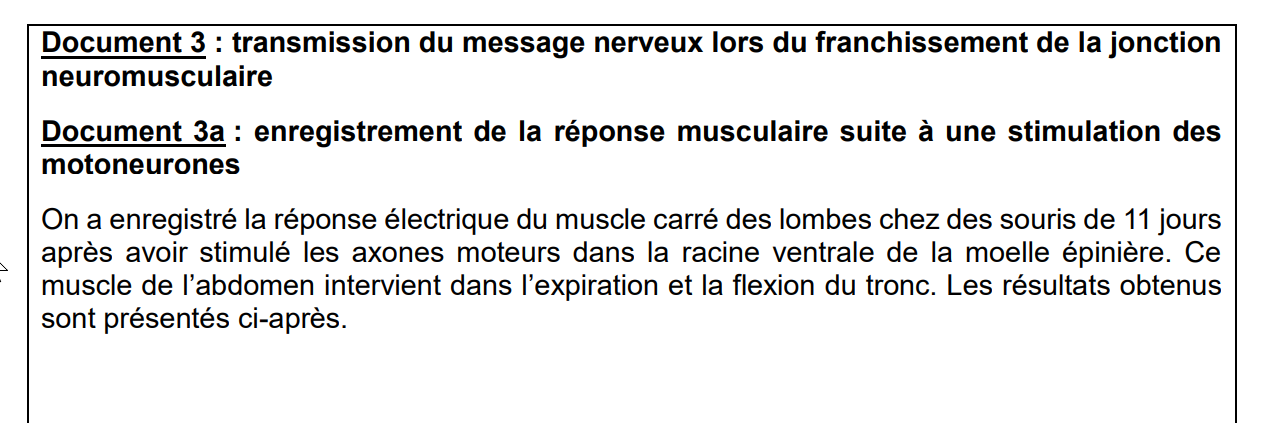 Document 3 : transmission du message nerveux lors du franchissement de la jonction
neuromusculaire
Document 3a : enregistrement de la réponse musculaire suite à une stimulation des
motoneurones
On a enregistré la réponse électrique du muscle carré des lombes chez des souris de 11 jours
après avoir stimulé les axones moteurs dans la racine ventrale de la moelle épinière. Ce
muscle de l’abdomen intervient dans l’expiration et la flexion du tronc. Les résultats obtenus
sont présentés ci-après.